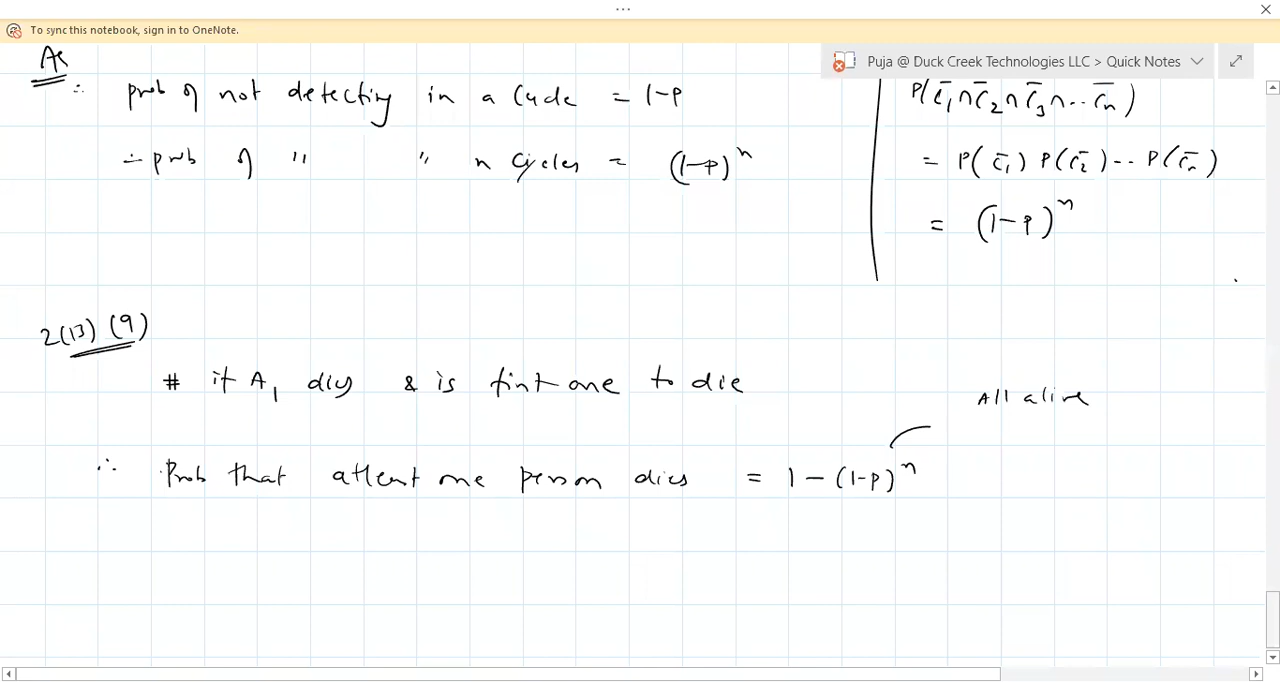 ...
To sync this notebook, sign in to OneNote.
Puja @ Duck Creek Technologies LLC > Quick Notes
As
∴ prob of not detecting in a cycle = 1-p
∴ prob of " " n cycles = (1-p)^n
P(C̄₁∩C̄₂∩C̄₃∩..C̄ₙ)
= P(C̄₁) P(C̄₂)-- P(C̄ₙ)
= (1-p)^n
2(13) (9)
# if A₁ dies & is first one to die
All alive
∴ Prob that atleast one person dies = 1-(1-p)^n